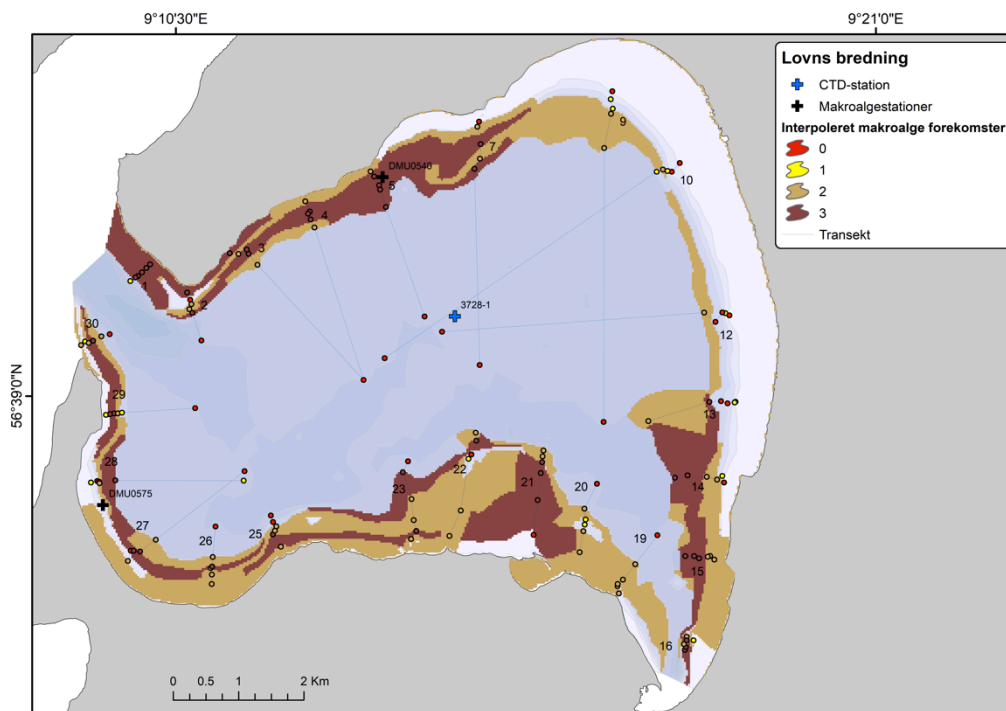 9°10'30"E
9°21'0"E
56°39'0"N
Lovns bredning
CTD-station
Makroalgestationer
Interpoleret makroalge forekomster
0
1
2
3
Transekt
9
7
10
DMU0546
5
4
3
1
2
3728-1
30
12
29
13
28
22
14
23
21
20
DMU0575
27
25
19
26
15
16
0 0.5 1 2 Km